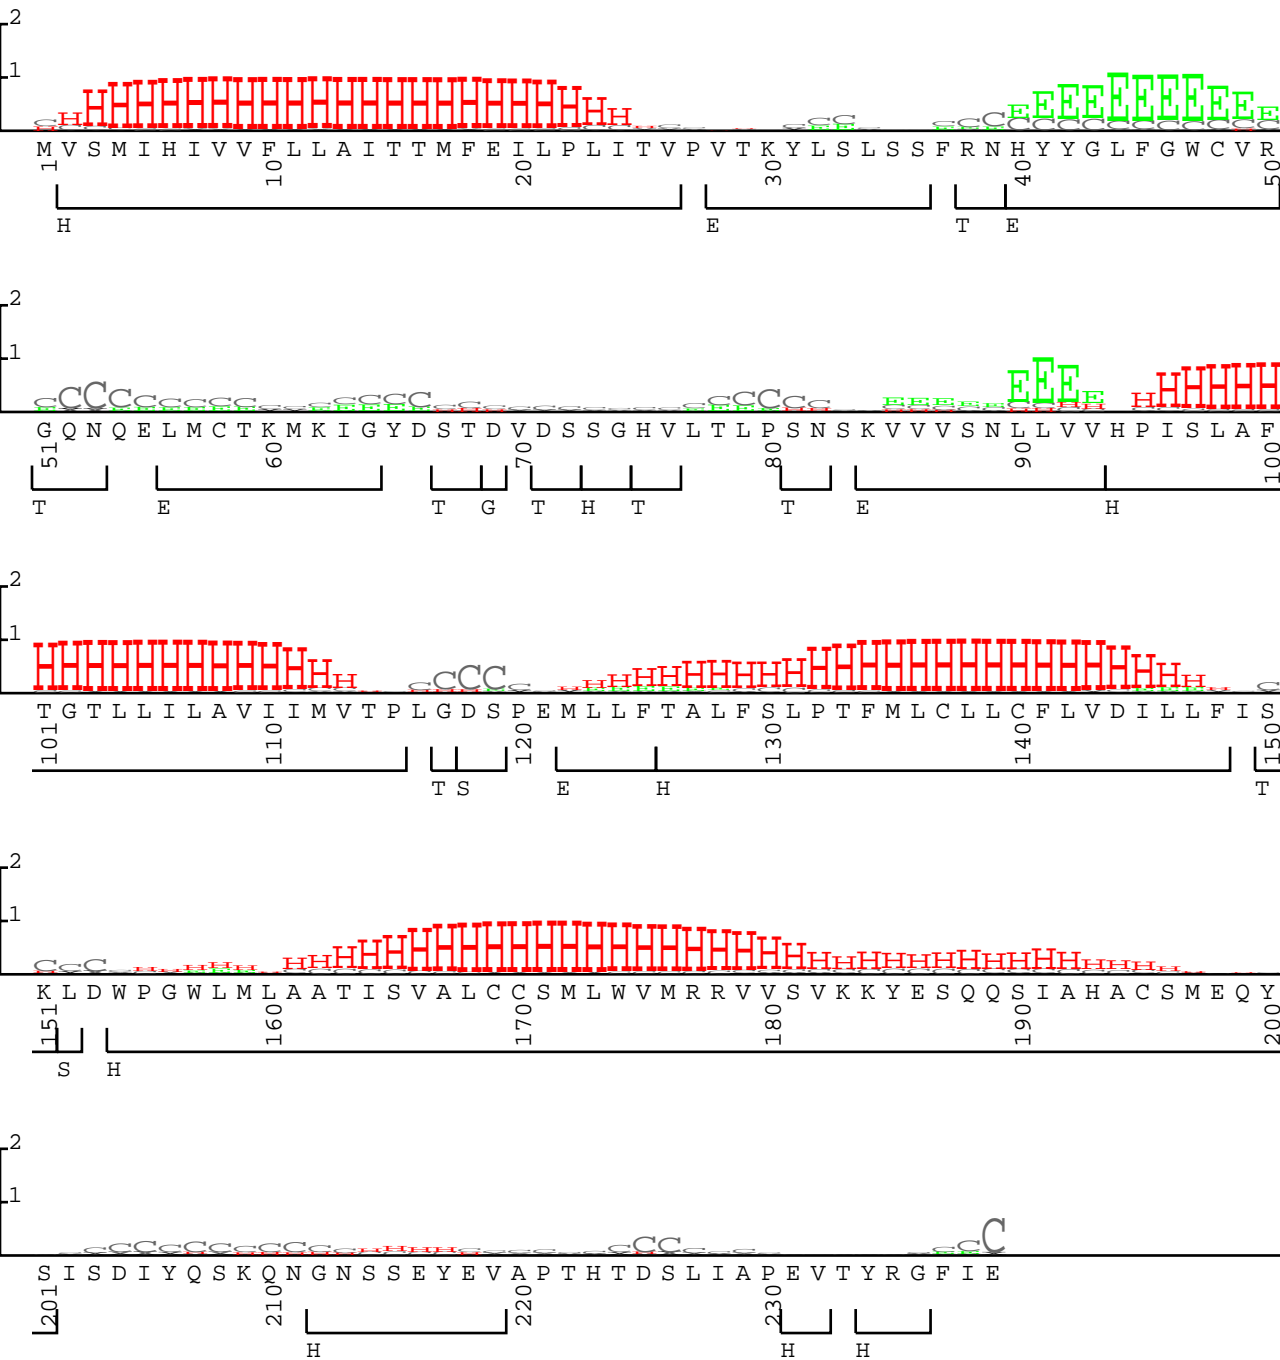 2
1
M V S M I H I V V F L L A I T T M F E I L P L I T V P V T K Y L S L S S F R N H Y Y G L F G W C V R
1 10 20 30 40 50
H E T E
2
1
G Q N Q E L M C T K M K I G Y D S T D V D S S G H V L T L P S N S K V V V S N L L V V H P I S L A F
51 60 70 80 90 100
T E T G T H T T E H
2
1
T G T L L I L A V I I M V T P L G D S P E M L L F T A L F S L P T F M L C L L C F L V D I L L F I S
101 110 120 130 140 150
T S E H T
2
1
K L D W P G W L M L A A T I S V A L C C S M L W V M R R V V S V K K Y E S Q Q S I A H A C S M E Q Y
151 160 170 180 190 200
S H
2
1
S I S D I Y Q S K Q N G N S S E Y E V A P T H T D S L I A P E V T Y R G F I E
201 210 220 230
H H H